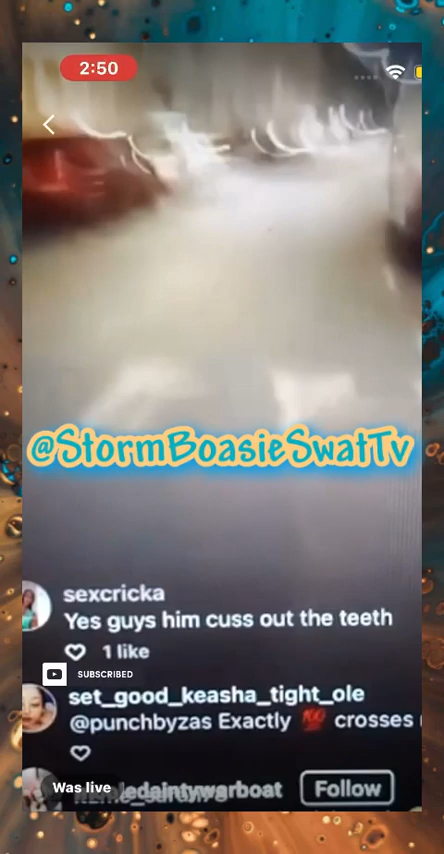 2:50
@StormBoasieSwatTv
sexcricka
Yes guys him cuss out the teeth
1 like
SUBSCRIBED
set_good_keasha_tight_ole
@punchbyzas Exactly 💯 crosses
Was live
Follow